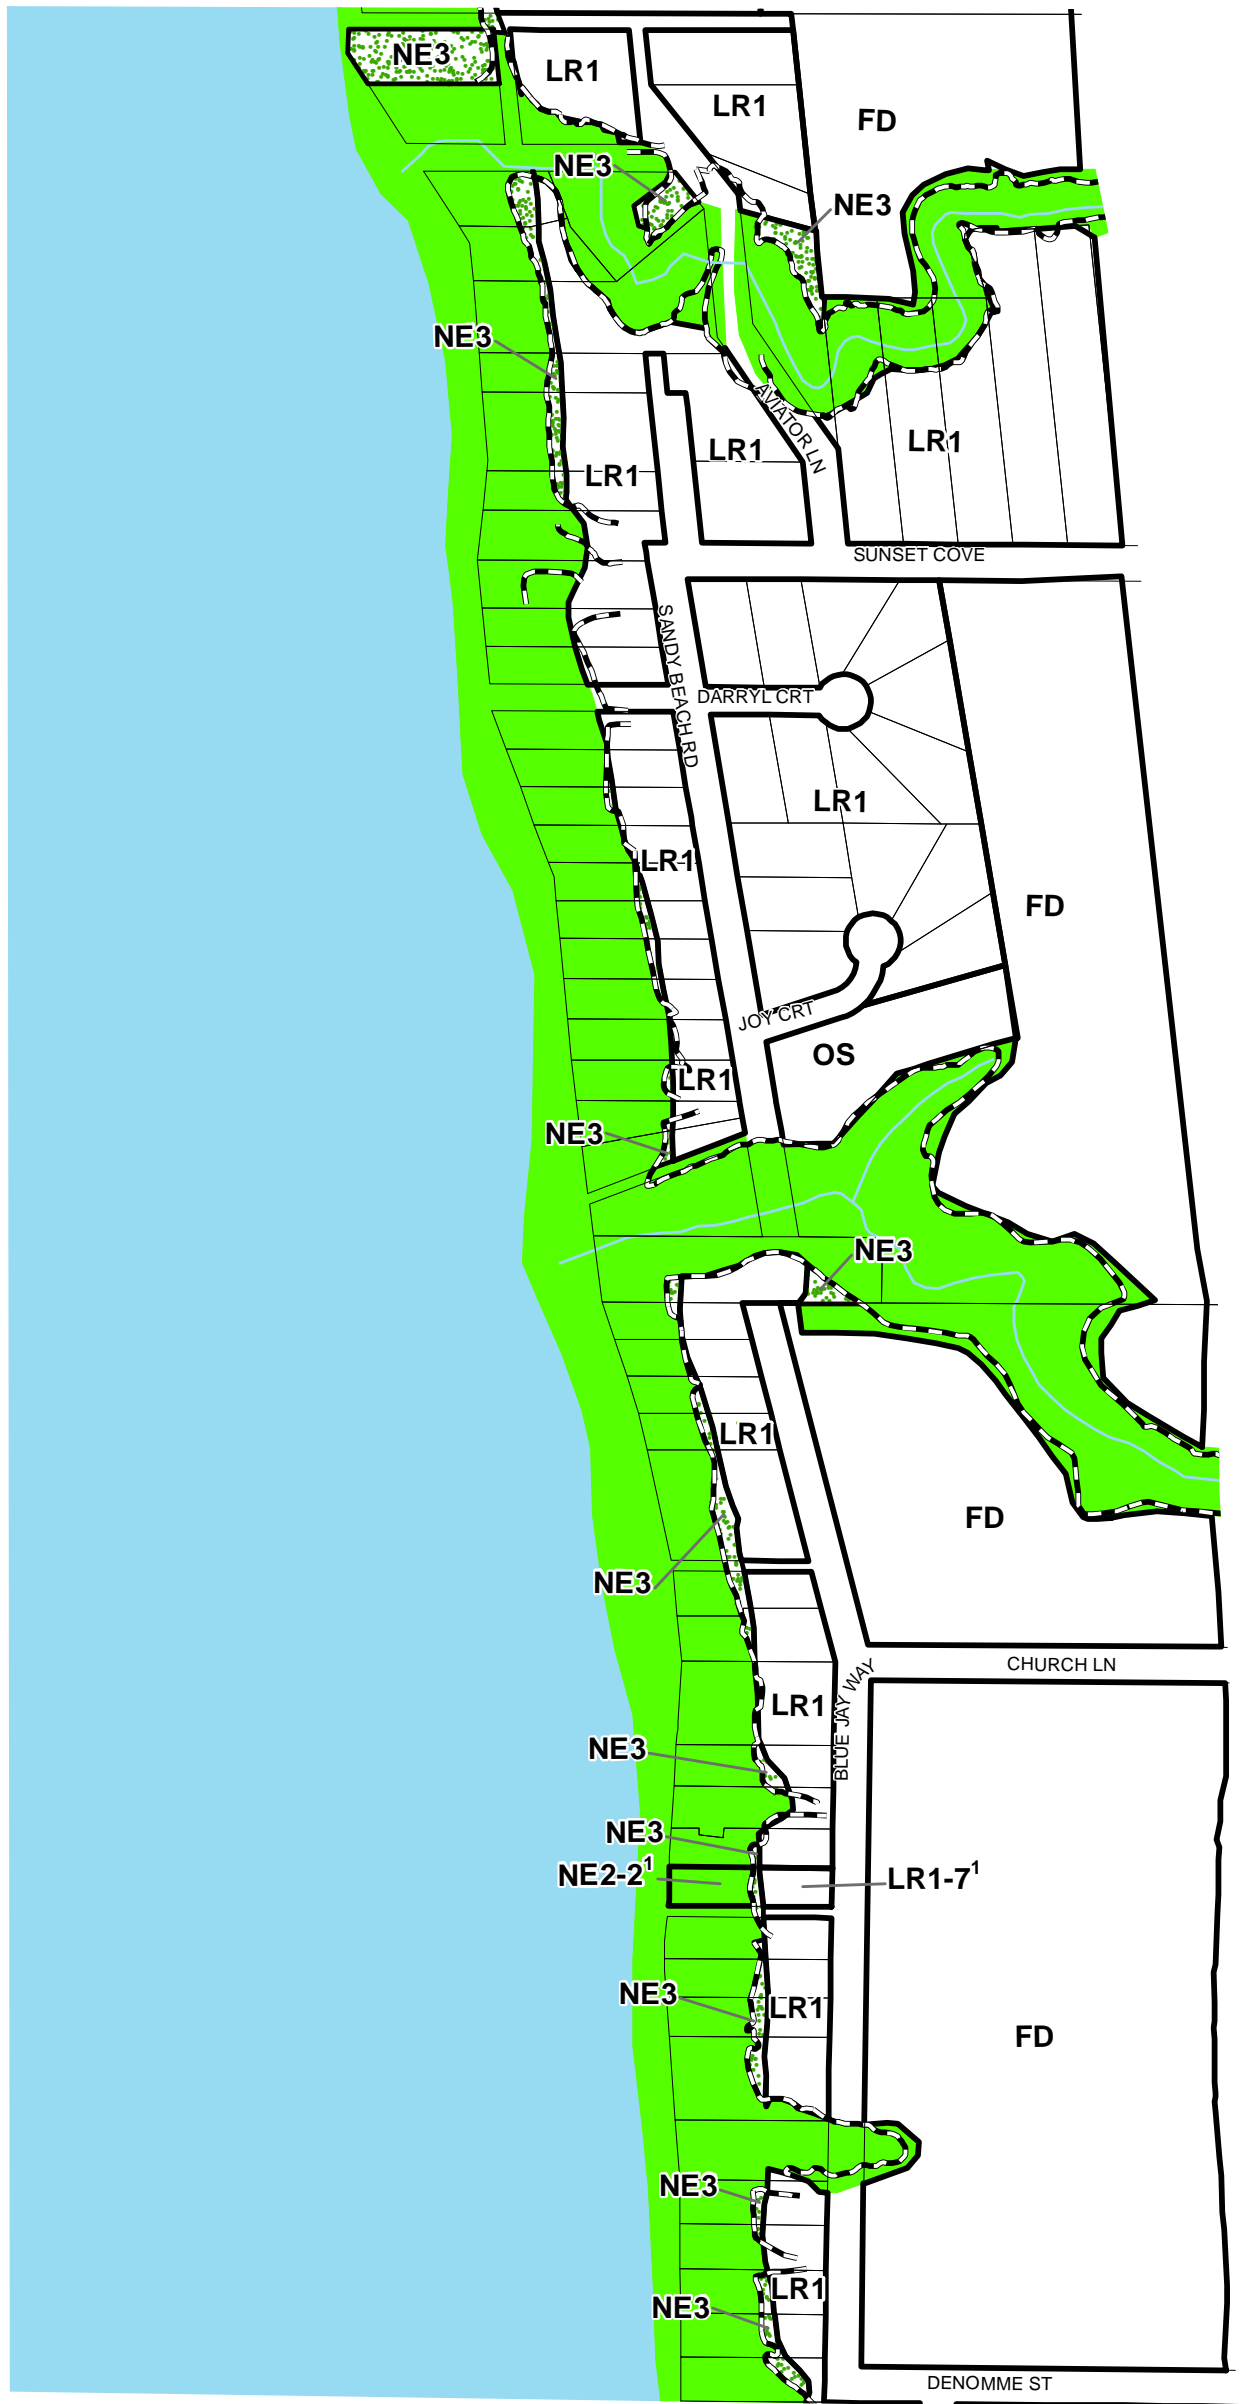 NE3
LR1
LR1
FD
NE3
NE3
NE3
AVIATOR LN
LR1
LR1
LR1
SUNSET COVE
SANDY BEACH RD
DARRYL CRT
LR1
LR1
FD
JOY CRT
OS
LR1
NE3
NE3
LR1
FD
NE3
CHURCH LN
BLUE JAY WAY
LR1
NE3
NE3
NE2-2¹
LR1-7¹
NE3
LR1
FD
NE3
LR1
NE3
DENOMME ST